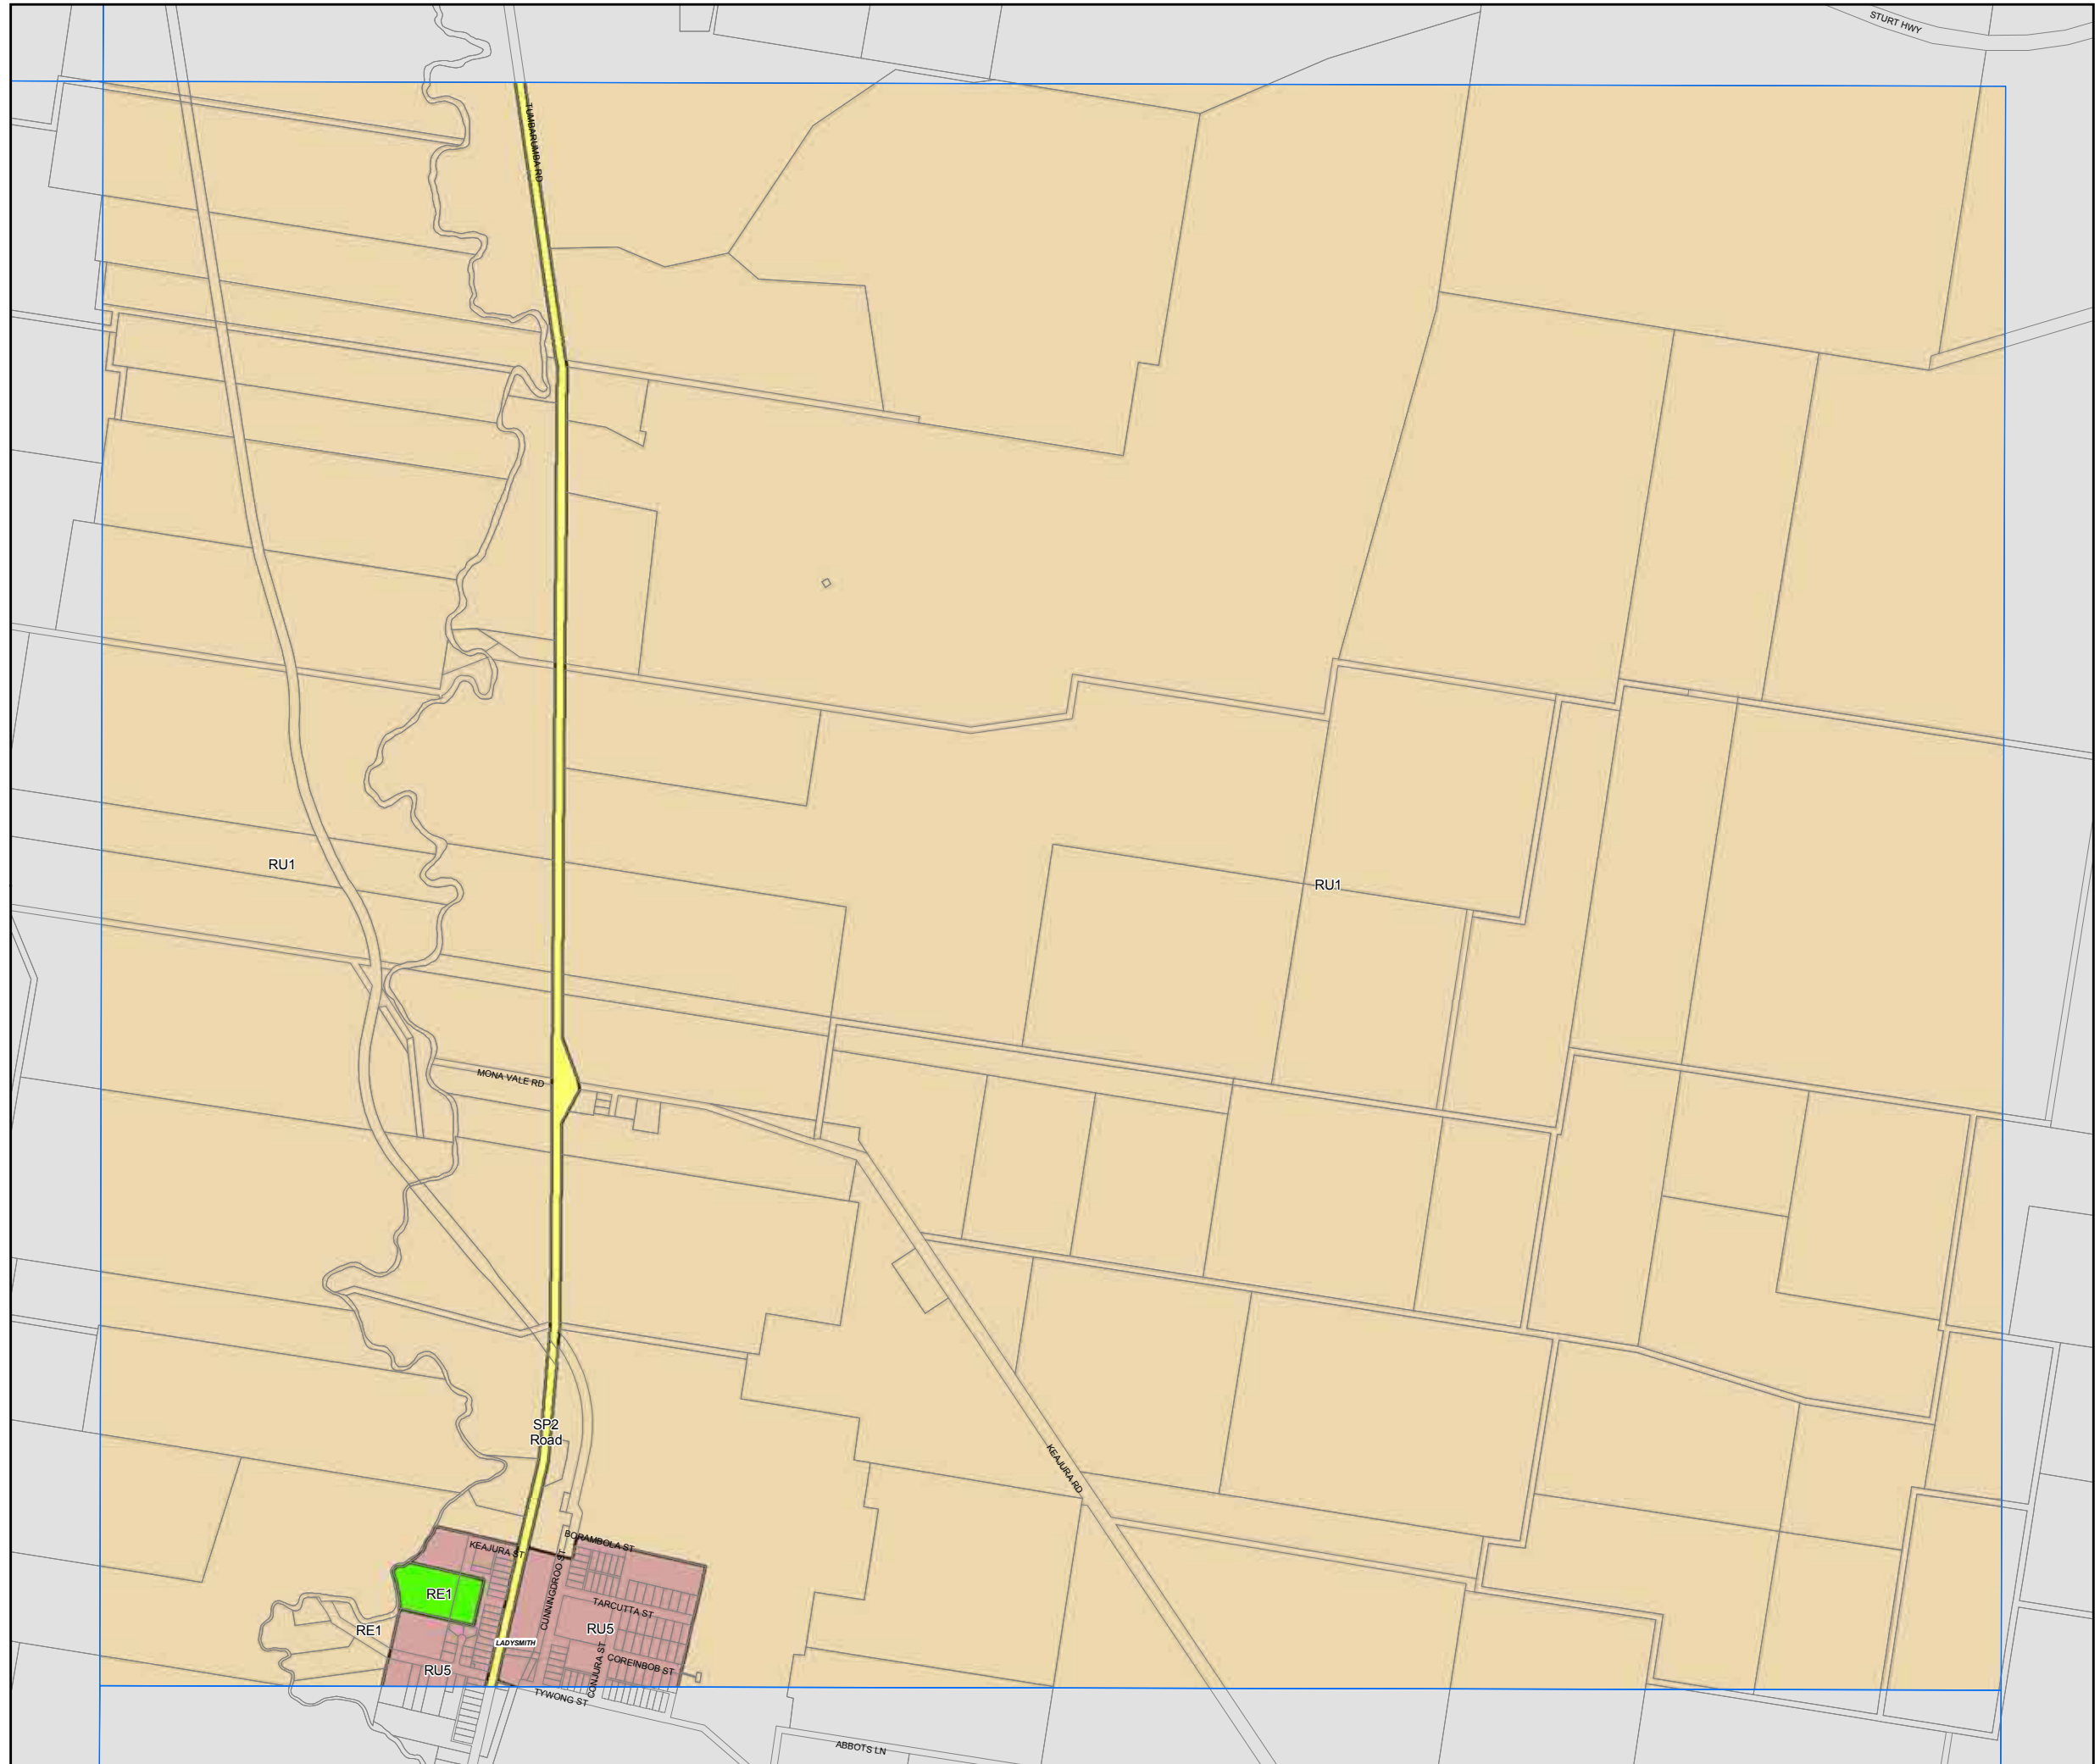 STURT HWY
TUMBARUMBA RD
RU1
RU1
MONA VALE RD
SP2
Road
KEAJURA RD
BORAMBOLA ST
KEAJURA ST
CUNNINGDROO ST
RE1
TARCUTTA ST
RE1
RU5
LADYSMITH
COREINBOB ST
RU5
CONJURA ST
TYWONG ST
ABBOTS LN